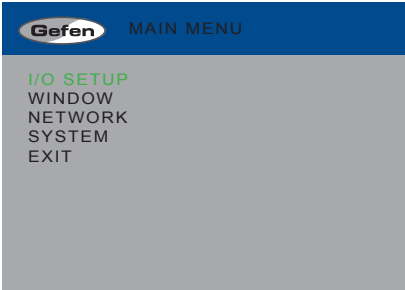 Gefen MAIN MENU
I/O SETUP
WINDOW
NETWORK
SYSTEM
EXIT